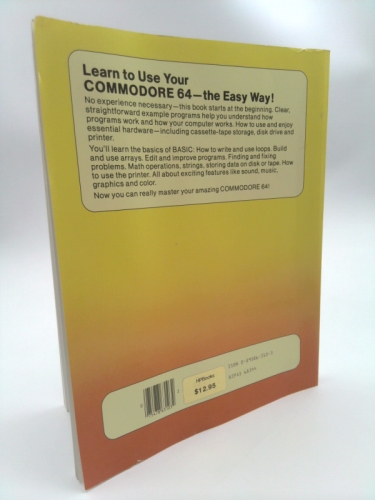 Learn to Use Your
COMMODORE 64—the Easy Way!
No experience necessary—this book starts at the beginning. Clear,
straightforward example programs help you understand how
programs work and how your computer works. How to use and enjoy
essential hardware—including cassette-tape storage, disk drive and
printer.
You'll learn the basics of BASIC: How to write and use loops. Build
and use arrays. Edit and improve programs. Finding and fixing
problems. Math operations, strings, storing data on disk or tape. How
to use the printer. All about exciting features like sound, music,
graphics and color.
Now you can really master your amazing COMMODORE 64!
HPBooks
$12.95
ISBN